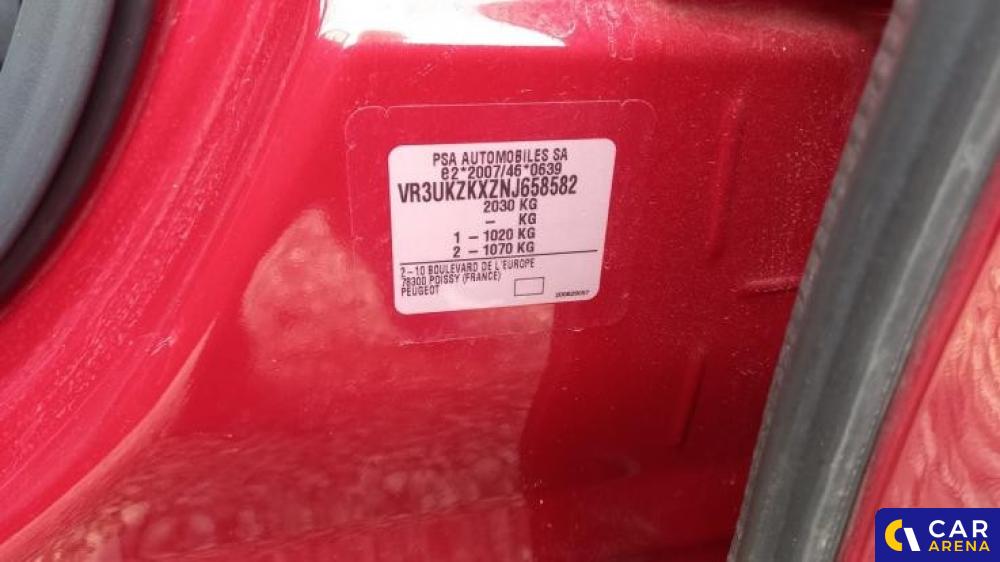 PSA AUTOMOBILES SA
e2*2007/46*0639
VR3UKZKXZNJ658582
2030 KG
- KG
1 - 1020 KG
2 - 1070 KG
2-10 BOULEVARD DE L'EUROPE
78300 POISSY (FRANCE)
PEUGEOT
CAR
ARENA